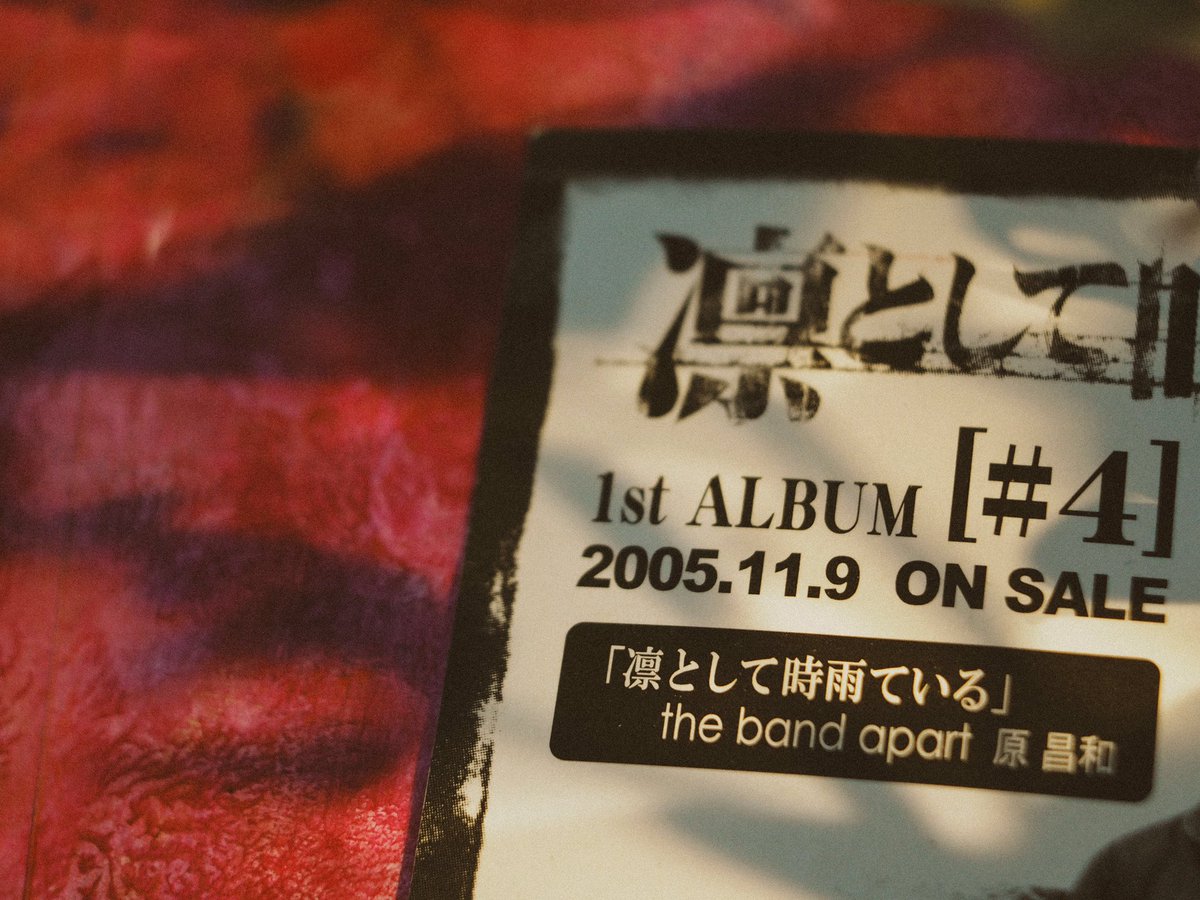 凛として時
1st ALBUM [#4]
2005.11.9 ON SALE
「凛として時雨ている」
the band apart 原 昌和